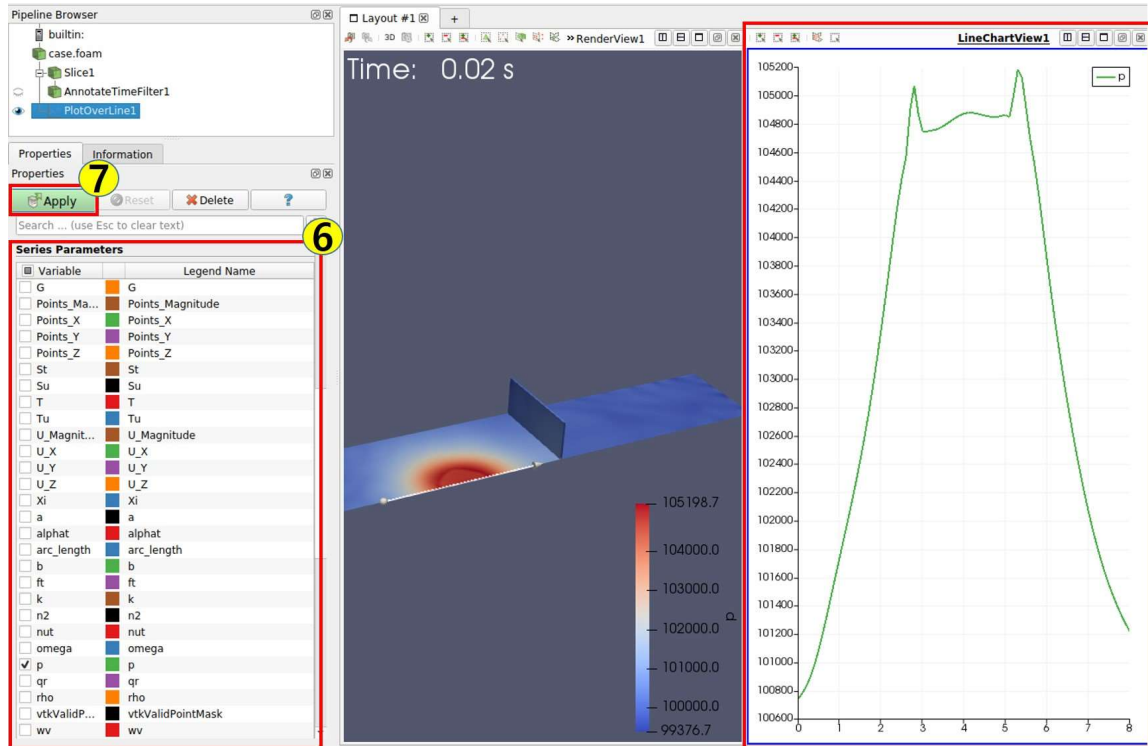 Pipeline Browser
builtin:
case.foam
Slice1
AnnotateTimeFilter1
PlotOverLine1
Properties
Information
Properties
7
Apply
Reset
Delete
?
Search ... (use Esc to clear text)
6
Series Parameters
Variable Legend Name
G G
Points_Ma... Points_Magnitude
Points_X Points_X
Points_Y Points_Y
Points_Z Points_Z
St St
Su Su
T T
Tu Tu
U_Magnit... U_Magnitude
U_X U_X
U_Y U_Y
U_Z U_Z
Xi Xi
a a
alphat alphat
arc_length arc_length
b b
ft ft
k k
n2 n2
nut nut
omega omega
p p
qr qr
rho rho
vtkValidP... vtkValidPointMask
wv wv
Layout #1
+
3D
» RenderView1
Time: 0.02 s
105198.7
104000.0
103000.0
102000.0
101000.0
100000.0
99376.7
p
LineChartView1
p
105200
105000
104800
104600
104400
104200
104000
103800
103600
103400
103200
103000
102800
102600
102400
102200
102000
101800
101600
101400
101200
101000
100800
100600
0 1 2 3 4 5 6 7 8